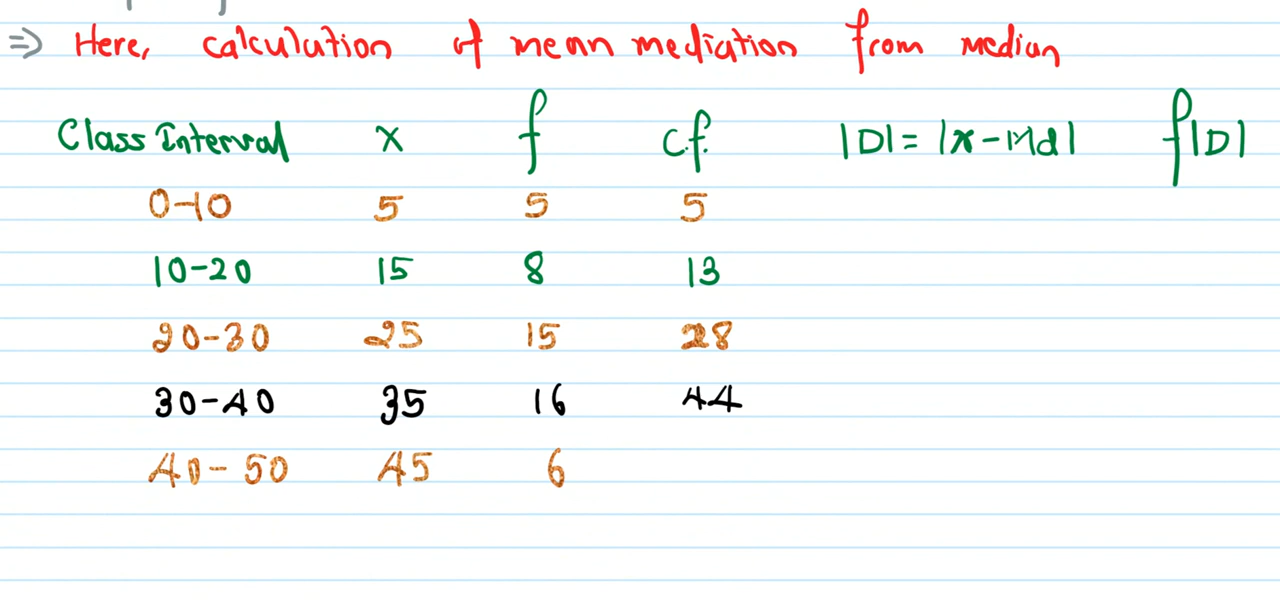 ⇒ Here, calculation of mean mediation from median
Class Interval x f c.f. |D|= |x-Md| f|D|
0-10 5 5 5
10-20 15 8 13
20-30 25 15 28
30-40 35 16 44
40-50 45 6